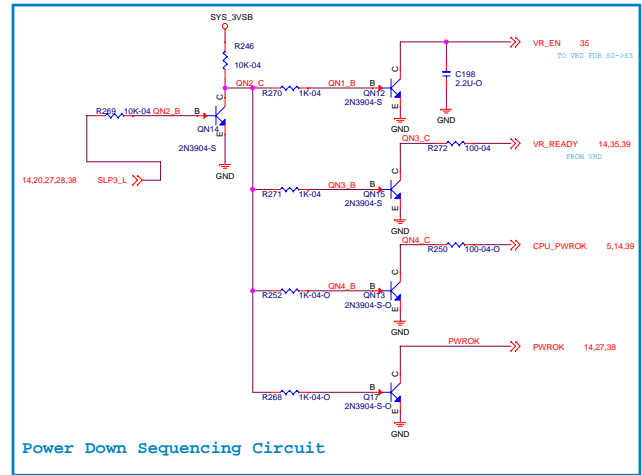 SYS_3VSB
R246
10K-04
C
VR_EN 35
TO VRD FOR S0->S5
C198
2.2U-O
GND
QN2_C
R270 1K-04
QN1_B
B
QN12
2N3904-S
E
GND
R269 10K-04
QN2_B
B
C
QN14
E
2N3904-S
GND
14,20,27,28,38 SLP3_L
QN3_C
R272 100-04
VR_READY 14,35,39
FROM VRD
C
QN3_B
B
R271 1K-04
QN15
2N3904-S
E
GND
QN4_C
R250 100-04-O
CPU_PWROK 5,14,39
C
QN4_B
B
R252 1K-04-O
QN13
2N3904-S-O
E
GND
PWROK
PWROK 14,27,38
C
B
R268 1K-04-O
Q17
2N3904-S-O
E
GND
Power Down Sequencing Circuit